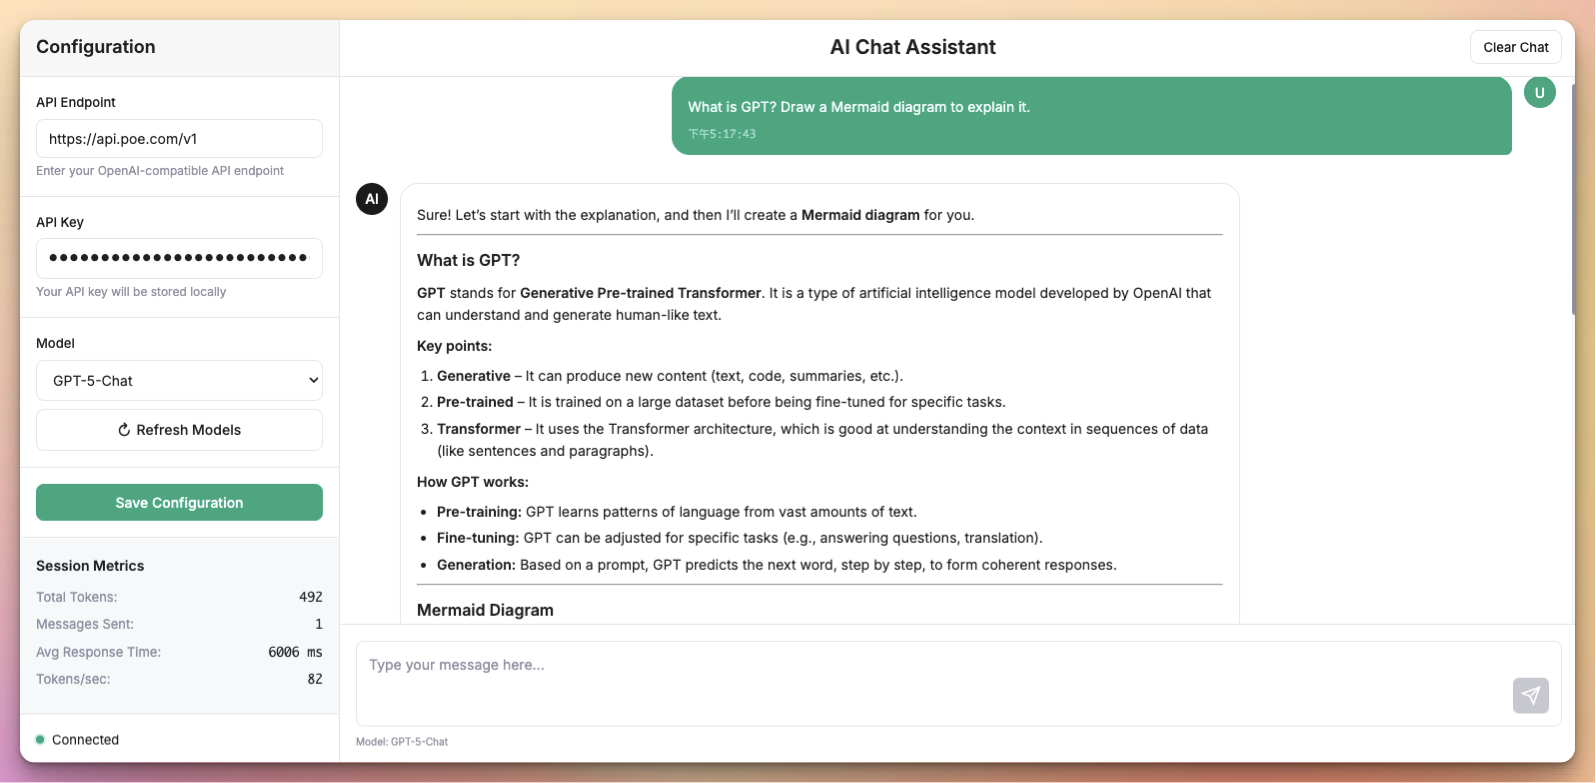 Configuration
API Endpoint
https://api.poe.com/v1
Enter your OpenAI-compatible API endpoint
API Key
••••••••••••••••••••••••••
Your API key will be stored locally
Model
GPT-5-Chat
↻ Refresh Models
Save Configuration
Session Metrics
Total Tokens: 492
Messages Sent: 1
Avg Response Time: 6006 ms
Tokens/sec: 82
Connected
AI Chat Assistant
Clear Chat
What is GPT? Draw a Mermaid diagram to explain it.
下午5:17:43
U
AI
Sure! Let’s start with the explanation, and then I’ll create a Mermaid diagram for you.
What is GPT?
GPT stands for Generative Pre-trained Transformer. It is a type of artificial intelligence model developed by OpenAI that
can understand and generate human-like text.
Key points:
1. Generative – It can produce new content (text, code, summaries, etc.).
2. Pre-trained – It is trained on a large dataset before being fine-tuned for specific tasks.
3. Transformer – It uses the Transformer architecture, which is good at understanding the context in sequences of data
(like sentences and paragraphs).
How GPT works:
• Pre-training: GPT learns patterns of language from vast amounts of text.
• Fine-tuning: GPT can be adjusted for specific tasks (e.g., answering questions, translation).
• Generation: Based on a prompt, GPT predicts the next word, step by step, to form coherent responses.
Mermaid Diagram
Type your message here...
Model: GPT-5-Chat